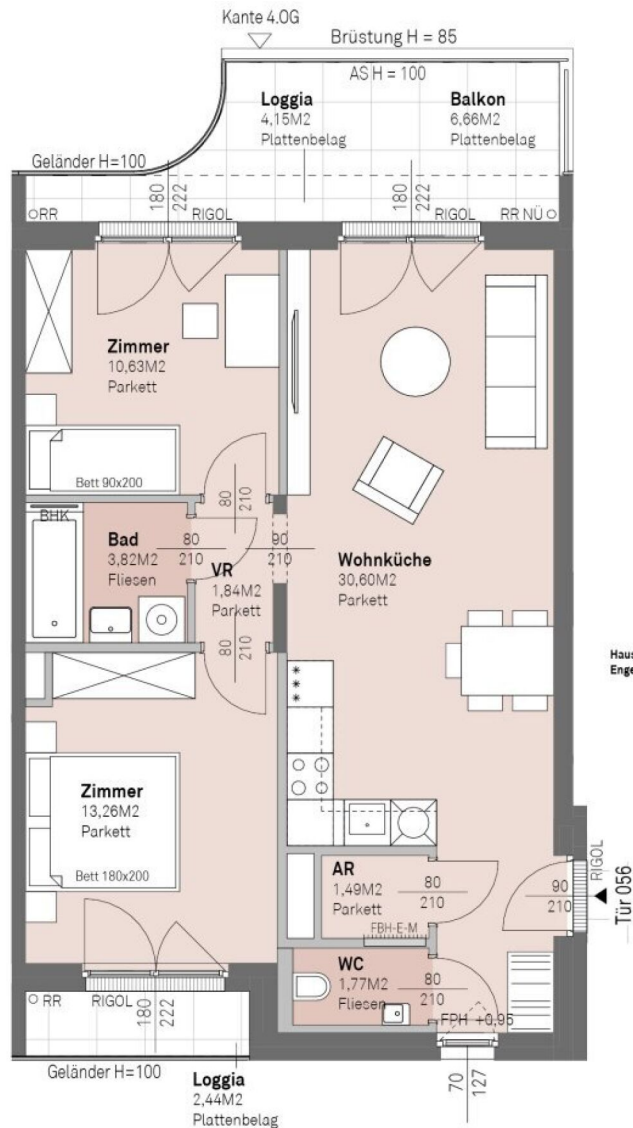 Kante 4.OG
Brüstung H = 85
AS H = 100
Loggia
4,15M2
Plattenbelag
Balkon
6,66M2
Plattenbelag
Geländer H=100
RR
180
222
RIGOL
180
222
RIGOL
RR NÜ
Zimmer
10,63M2
Parkett
Bett 90x200
80
210
BHK
Bad
3,82M2
Fliesen
80
210
VR
1,84M2
Parkett
90
210
Wohnküche
30,60M2
Parkett
80
210
Haus
Enge
Zimmer
13,26M2
Parkett
Bett 180x200
AR
1,49M2
Parkett
80
210
FBH-E-M
90
210
RIGOL
Tür 056
WC
1,77M2
Fliesen
80
210
FPH +0,95
RR
RIGOL
180
222
Geländer H=100
Loggia
2,44M2
Plattenbelag
70
127